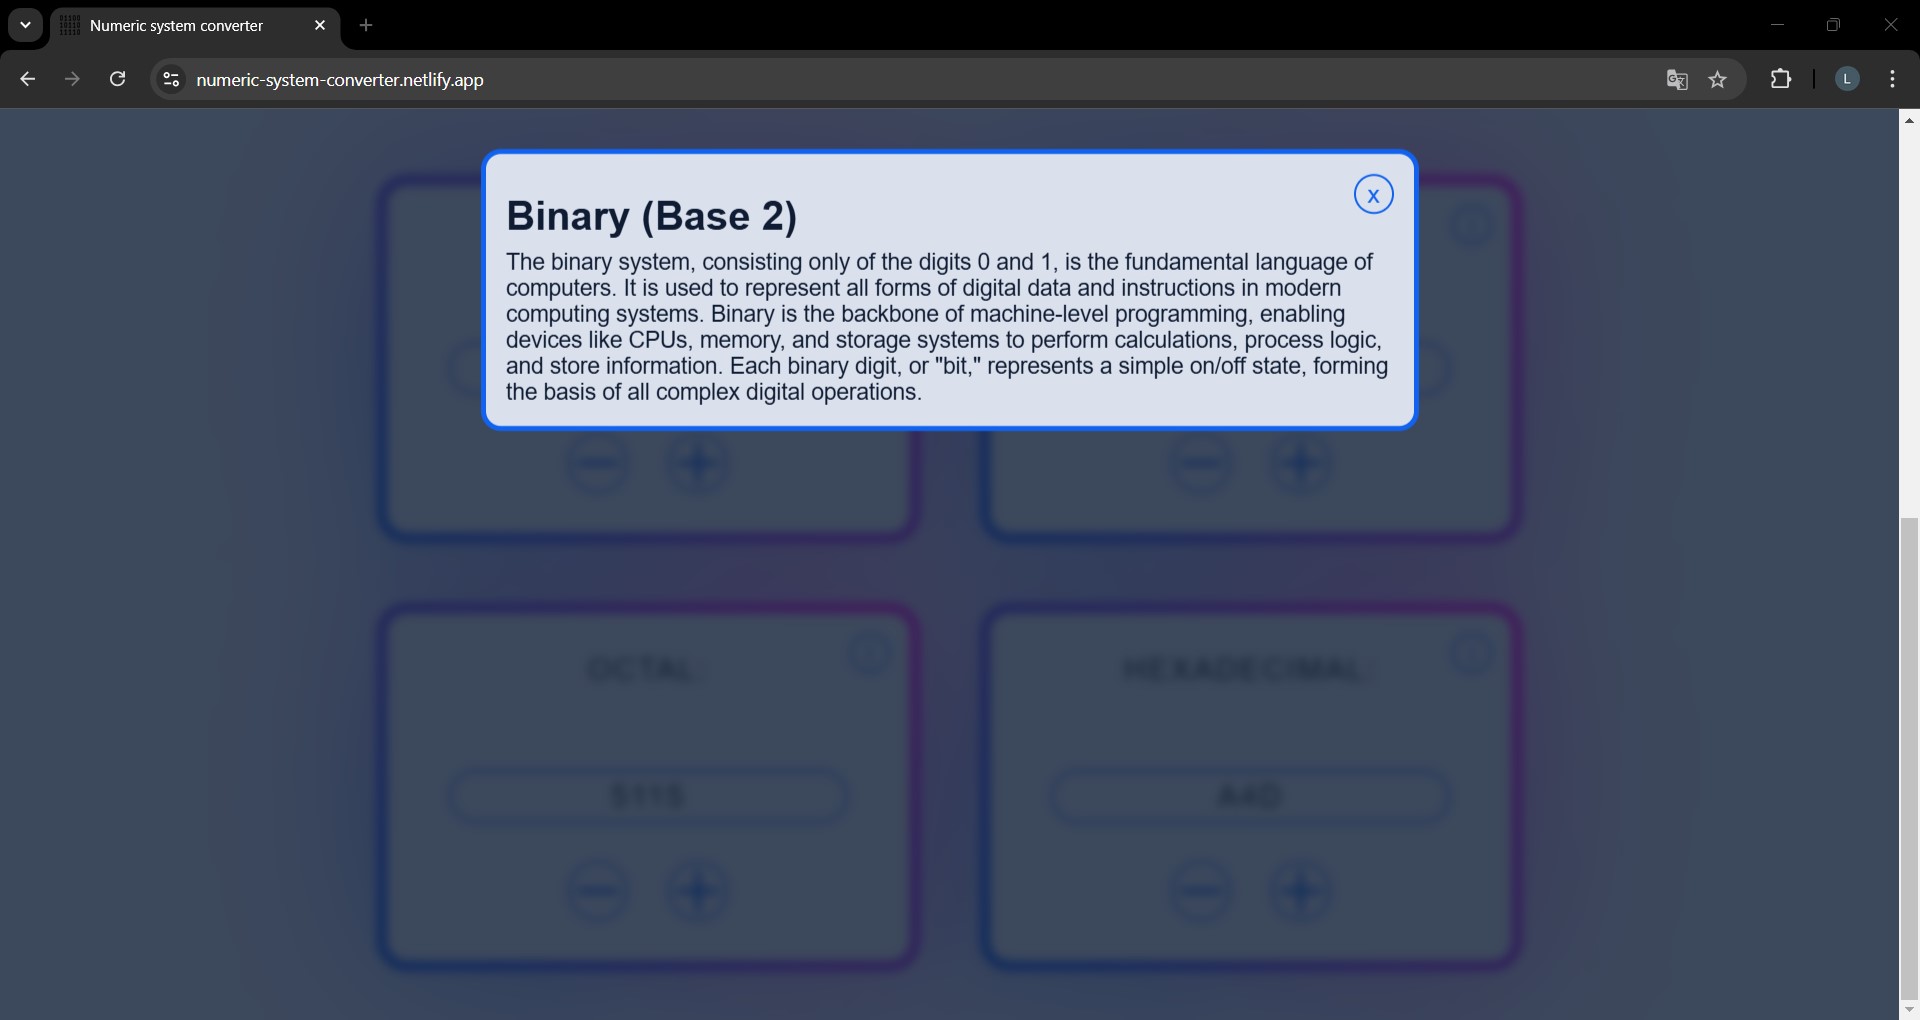 Numeric system converter
numeric-system-converter.netlify.app
L
x
Binary (Base 2)
The binary system, consisting only of the digits 0 and 1, is the fundamental language of
computers. It is used to represent all forms of digital data and instructions in modern
computing systems. Binary is the backbone of machine-level programming, enabling
devices like CPUs, memory, and storage systems to perform calculations, process logic,
and store information. Each binary digit, or "bit," represents a simple on/off state, forming
the basis of all complex digital operations.
OCTAL:
HEXADECIMAL:
5115
A4D